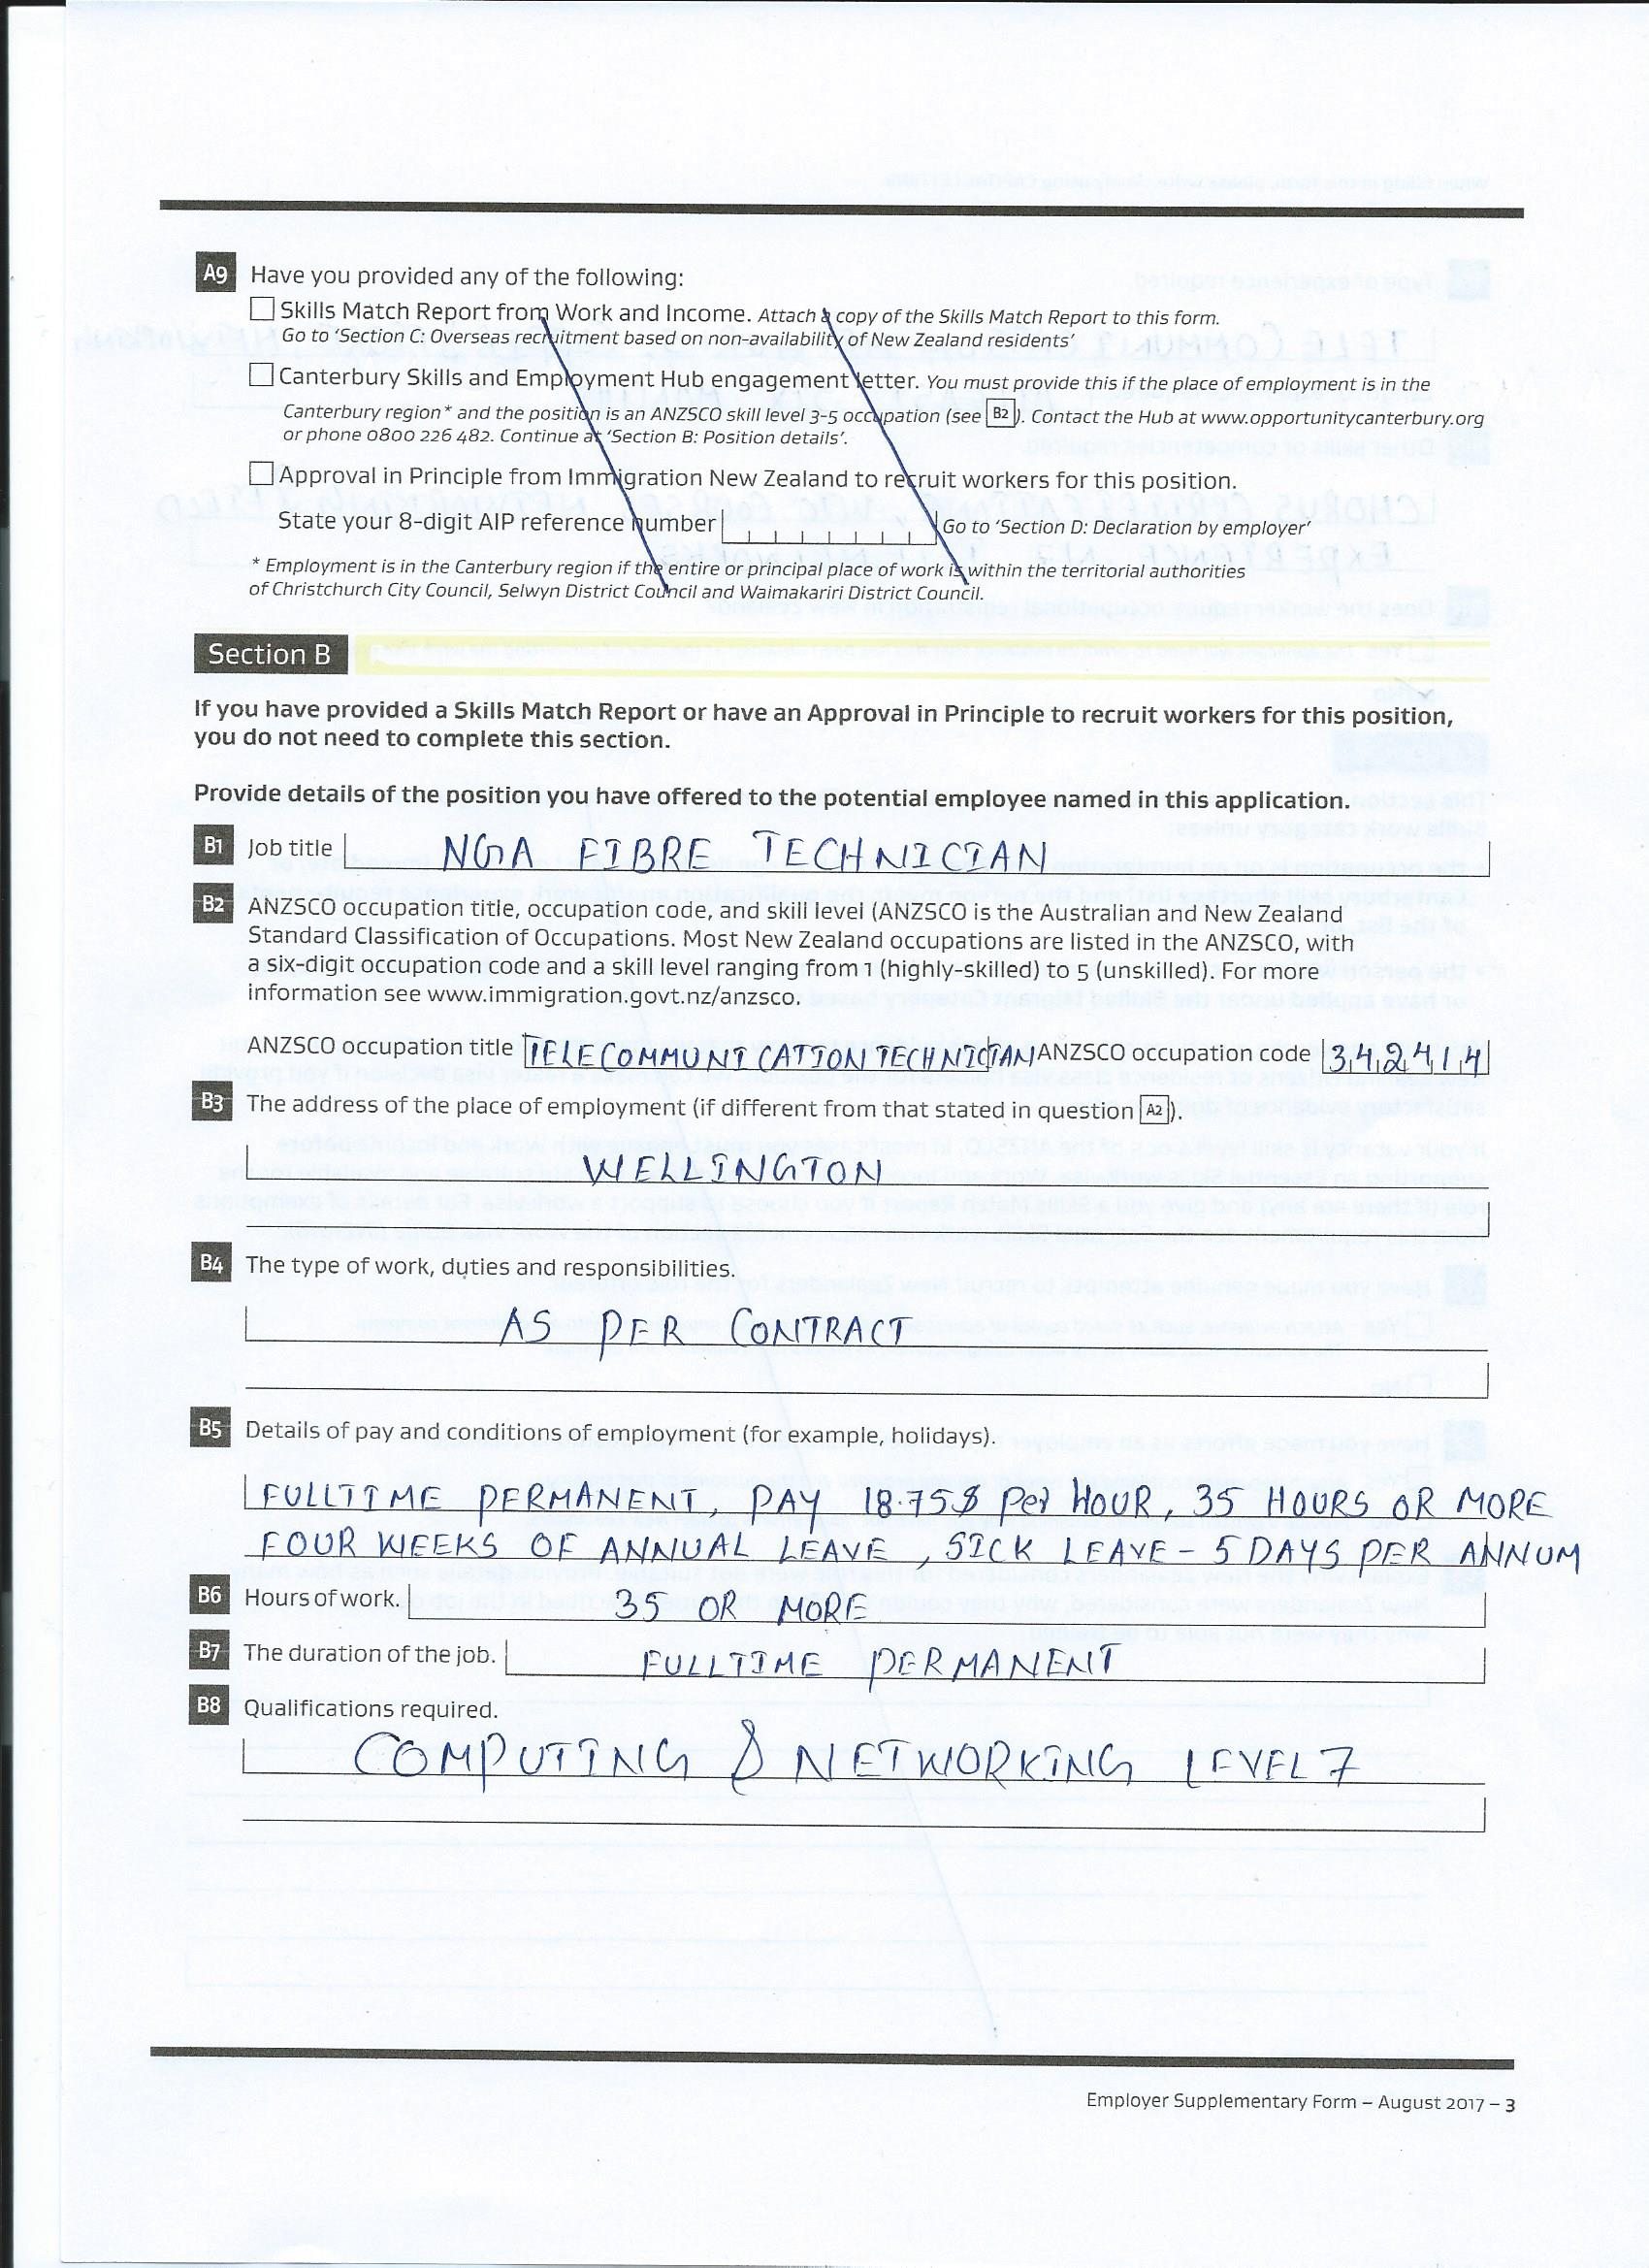 A9 Have you provided any of the following:
Skills Match Report from Work and Income. Attach a copy of the Skills Match Report to this form.
Go to 'Section C: Overseas recruitment based on non-availability of New Zealand residents'
Canterbury Skills and Employment Hub engagement letter. You must provide this if the place of employment is in the
Canterbury region* and the position is an ANZSCO skill level 3-5 occupation (see B2). Contact the Hub at www.opportunitycanterbury.org
or phone 0800 226 482. Continue at 'Section B: Position details'.
Approval in Principle from Immigration New Zealand to recruit workers for this position.
State your 8-digit AIP reference number Go to 'Section D: Declaration by employer'
* Employment is in the Canterbury region if the entire or principal place of work is within the territorial authorities
of Christchurch City Council, Selwyn District Council and Waimakariri District Council.
Section B
If you have provided a Skills Match Report or have an Approval in Principle to recruit workers for this position,
you do not need to complete this section.
Provide details of the position you have offered to the potential employee named in this application.
B1 Job title NGA FIBRE TECHNICIAN
B2 ANZSCO occupation title, occupation code, and skill level (ANZSCO is the Australian and New Zealand
Standard Classification of Occupations. Most New Zealand occupations are listed in the ANZSCO, with
a six-digit occupation code and a skill level ranging from 1 (highly-skilled) to 5 (unskilled). For more
information see www.immigration.govt.nz/anzsco.
ANZSCO occupation title TELECOMMUNICATION TECHNICIAN ANZSCO occupation code 342414
B3 The address of the place of employment (if different from that stated in question A2).
WELLINGTON
B4 The type of work, duties and responsibilities.
AS PER CONTRACT
B5 Details of pay and conditions of employment (for example, holidays).
FULLTIME PERMANENT, PAY 18.75$ Per HOUR, 35 HOURS OR MORE
FOUR WEEKS OF ANNUAL LEAVE, SICK LEAVE - 5 DAYS PER ANNUM
B6 Hours of work. 35 OR MORE
B7 The duration of the job. FULLTIME PERMANENT
B8 Qualifications required.
COMPUTING & NETWORKING LEVEL 7
Employer Supplementary Form – August 2017 – 3